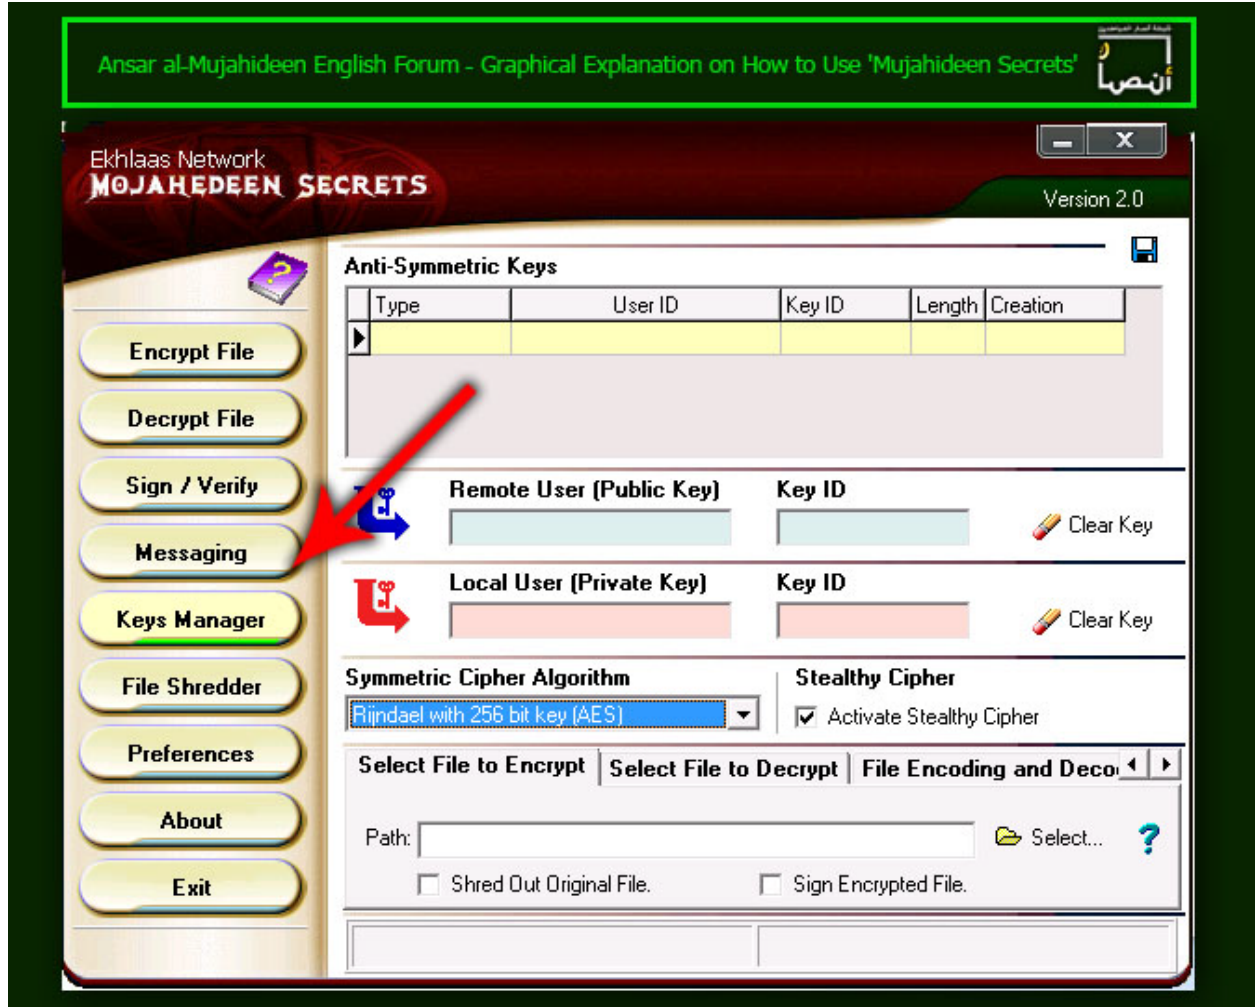 Ansar al-Mujahideen English Forum - Graphical Explanation on How to Use 'Mujahideen Secrets'
أنصار
Ekhlaas Network
MOJAHEDEEN SECRETS
Version 2.0
Anti-Symmetric Keys
Type User ID Key ID Length Creation
Encrypt File
Decrypt File
Sign / Verify
Messaging
Keys Manager
File Shredder
Preferences
About
Exit
Remote User (Public Key) Key ID
Clear Key
Local User (Private Key) Key ID
Clear Key
Symmetric Cipher Algorithm Stealthy Cipher
Rijndael with 256 bit key (AES) Activate Stealthy Cipher
Select File to Encrypt Select File to Decrypt File Encoding and Deco
Path: Select... ?
Shred Out Original File. Sign Encrypted File.